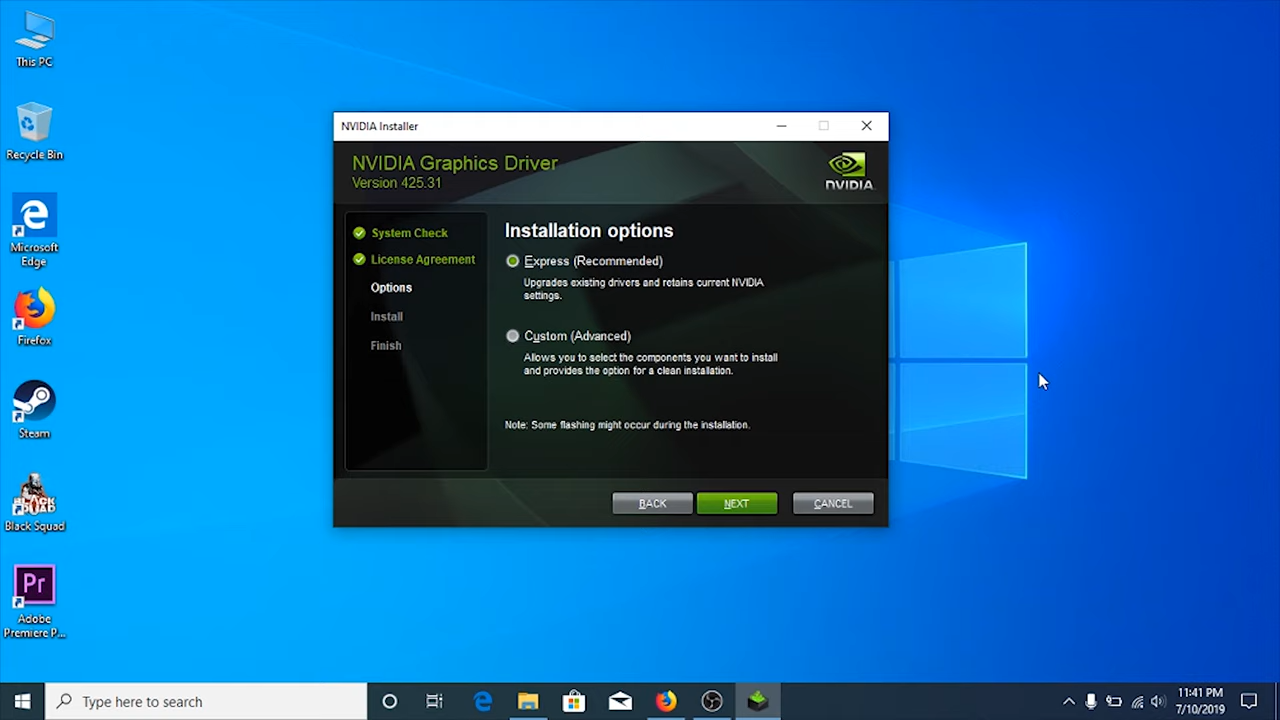 This PC
Recycle Bin
Microsoft
Edge
Firefox
Steam
BLACK
SQUAD
Black Squad
Pr
Adobe
Premiere P...
NVIDIA Installer
NVIDIA Graphics Driver
Version 425.31
NVIDIA.
System Check
License Agreement
Options
Install
Finish
Installation options
Express (Recommended)
Upgrades existing drivers and retains current NVIDIA
settings.
Custom (Advanced)
Allows you to select the components you want to install
and provides the option for a clean installation.
Note: Some flashing might occur during the installation.
BACK
NEXT
CANCEL
Type here to search
11:41 PM
7/10/2019